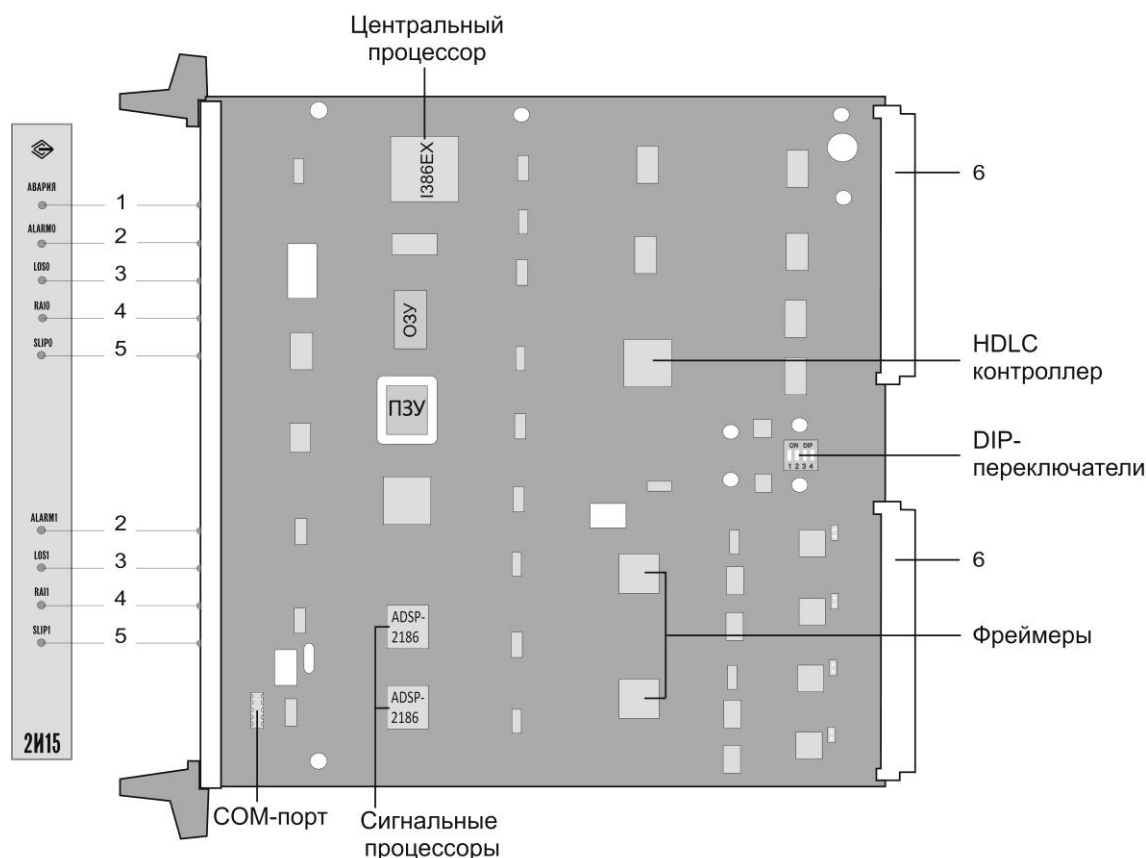 Центральный
процессор
АВАРИЯ
1
ALARM0
2
LOS0
3
RAI0
4
SLIP0
5
I386EX
ОЗУ
ПЗУ
6
HDLC
контроллер
ON DIP
1 2 3 4
DIP-
переключатели
ALARM1
2
LOS1
3
RAI1
4
SLIP1
5
6
ADSP-
2186
Фреймеры
ADSP-
2186
2И15
COM-порт
Сигнальные
процессоры